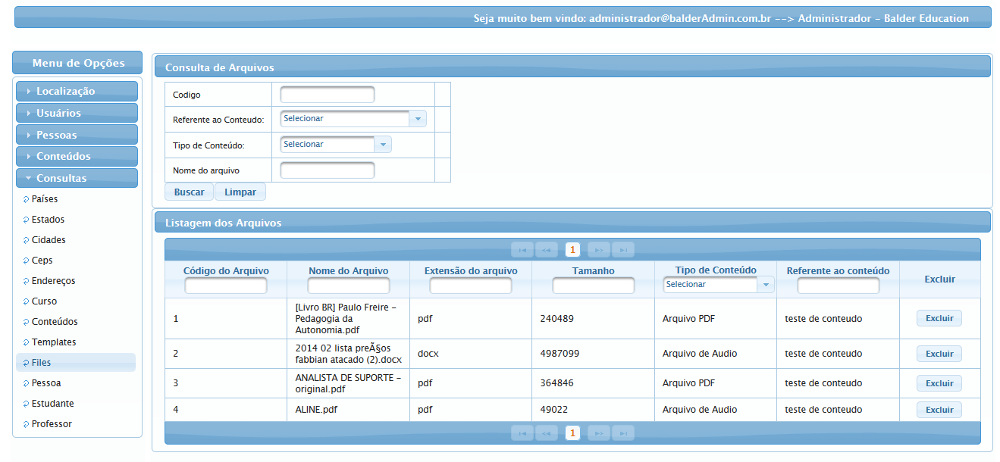 Seja muito bem vindo: administrador@balderAdmin.com.br --> Administrador - Balder Education
Menu de Opções
Localização
Usuários
Pessoas
Conteúdos
Consultas
Países
Estados
Cidades
Ceps
Endereços
Curso
Conteúdos
Templates
Files
Pessoa
Estudante
Professor
Consulta de Arquivos
Codigo
Referente ao Conteudo: Selecionar
Tipo de Conteúdo: Selecionar
Nome do arquivo
Buscar Limpar
Listagem dos Arquivos
1
Código do Arquivo Nome do Arquivo Extensão do arquivo Tamanho Tipo de Conteúdo Referente ao conteúdo Excluir
Selecionar
[Livro BR] Paulo Freire -
1 Pedagogia da pdf 240489 Arquivo PDF teste de conteudo Excluir
Autonomia.pdf
2014 02 lista preÃ§os
2 fabbian atacado (2).docx docx 4987099 Arquivo de Audio teste de conteudo Excluir
ANALISTA DE SUPORTE -
3 original.pdf pdf 364846 Arquivo PDF teste de conteudo Excluir
4 ALINE.pdf pdf 49022 Arquivo de Audio teste de conteudo Excluir
1